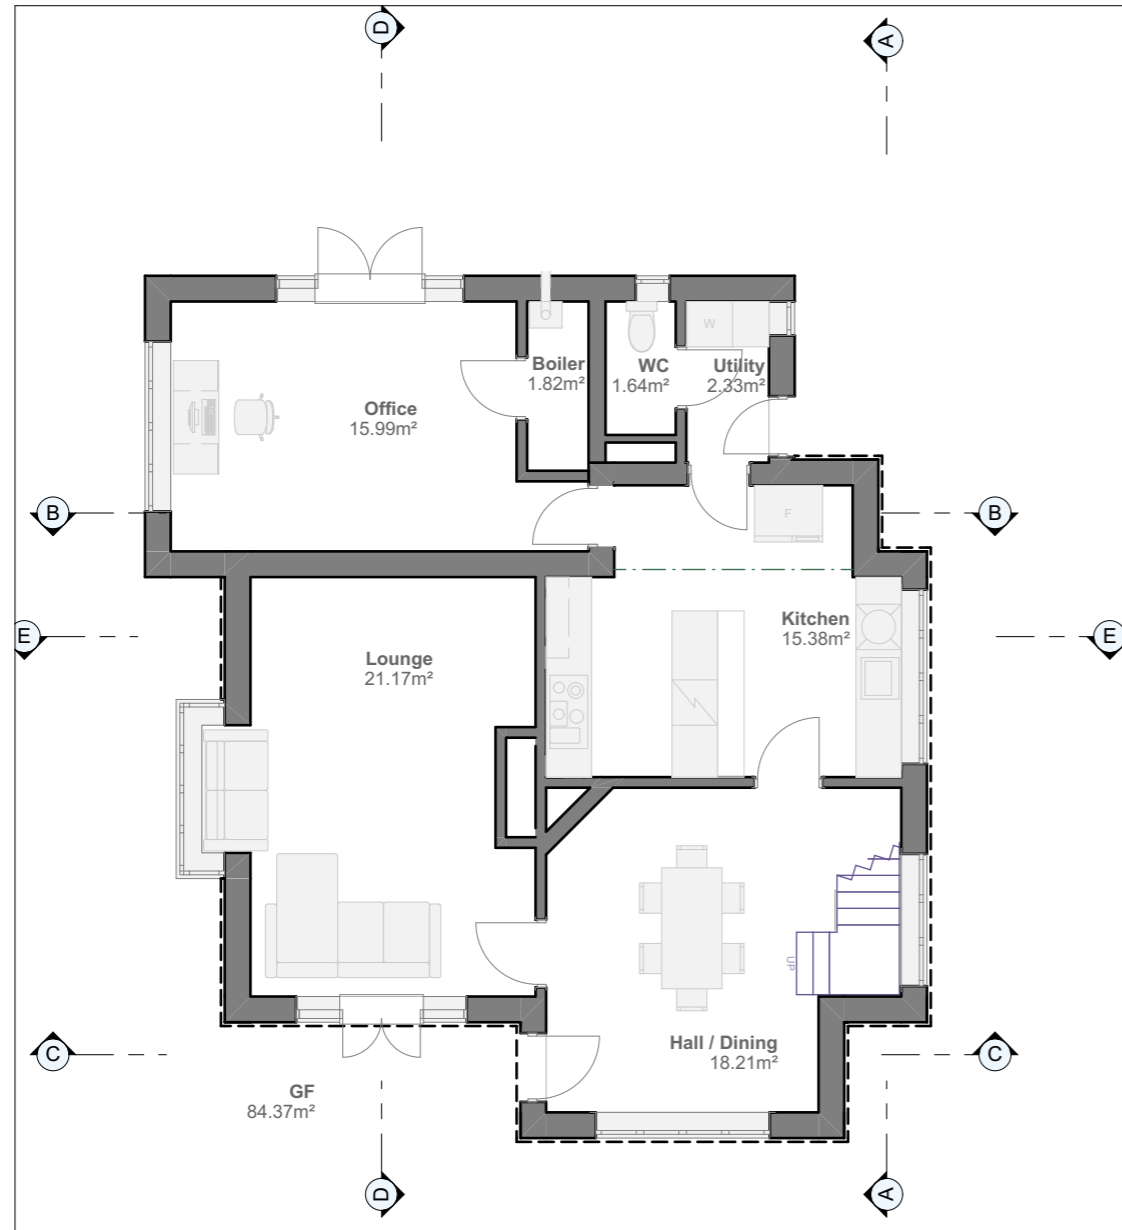 D
A
W
Boiler
1.82m²
WC
1.64m²
Utility
2.33m²
Office
15.99m²
B
F
B
E
Kitchen
15.38m²
E
Lounge
21.17m²
UP
Hall / Dining
18.21m²
C
C
GF
84.37m²
D
A